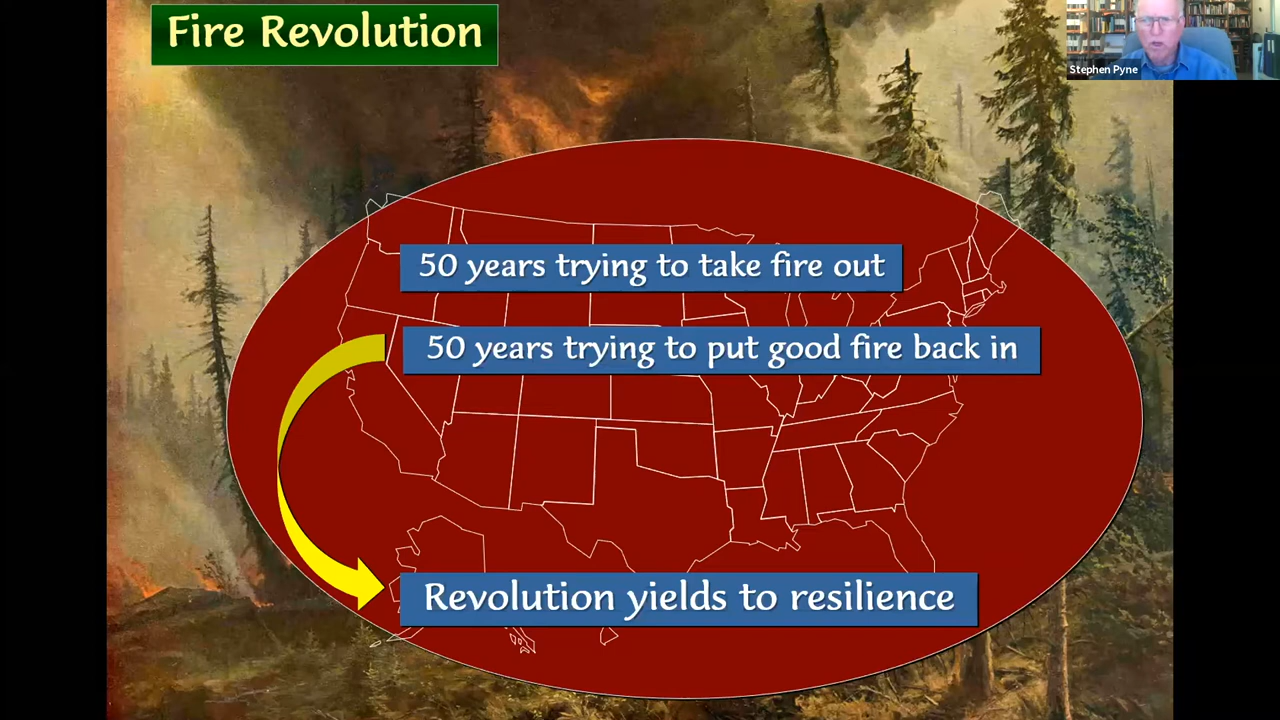 Fire Revolution
Stephen Pyne
50 years trying to take fire out
50 years trying to put good fire back in
Revolution yields to resilience